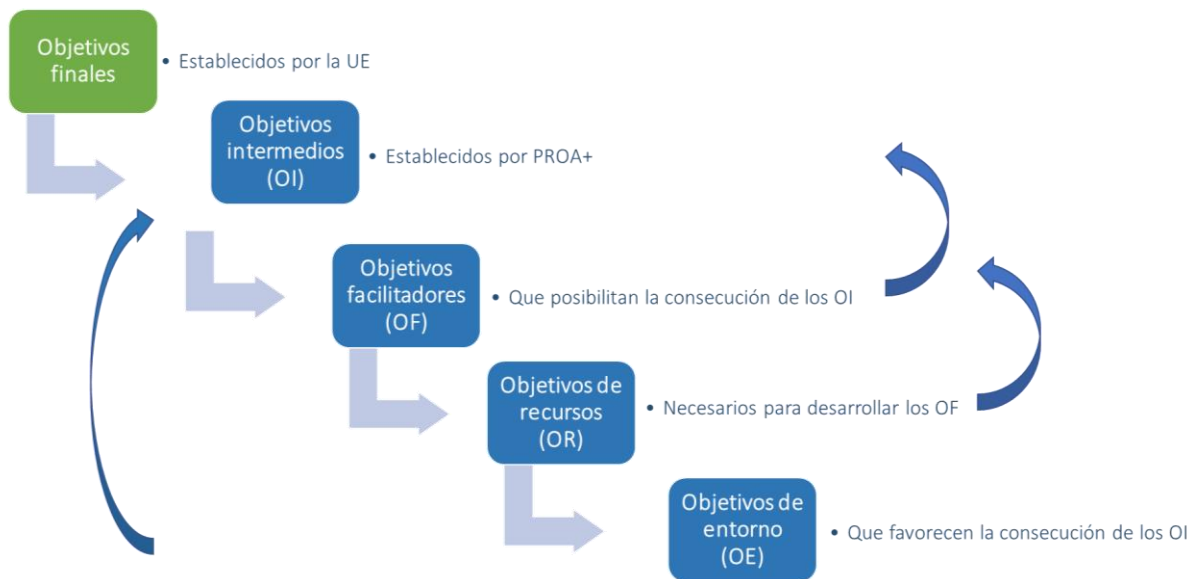 Objetivos
finales
• Establecidos por la UE
Objetivos
intermedios
(OI)
• Establecidos por PROA+
Objetivos
facilitadores
(OF)
• Que posibilitan la consecución de los OI
Objetivos de
recursos
(OR)
• Necesarios para desarrollar los OF
Objetivos de
entorno
(OE)
• Que favorecen la consecución de los OI